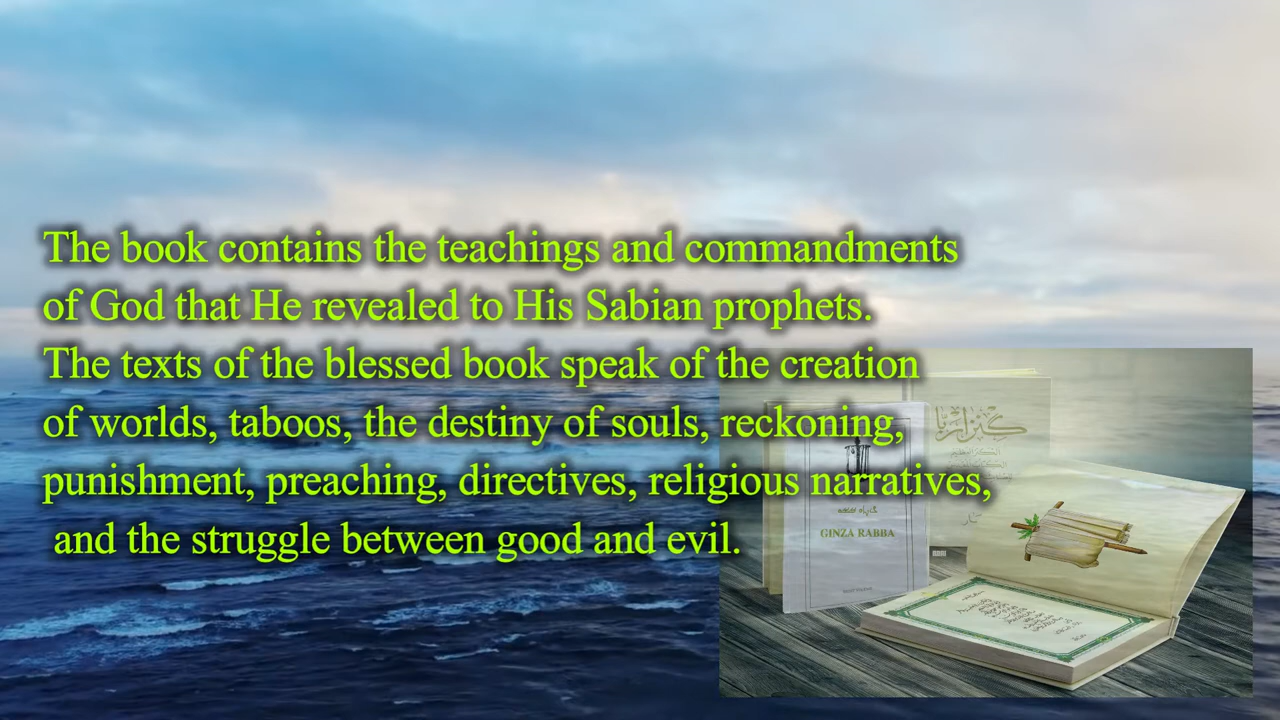 The book contains the teachings and commandments
of God that He revealed to His Sabian prophets.
The texts of the blessed book speak of the creation
of worlds, taboos, the destiny of souls, reckoning,
punishment, preaching, directives, religious narratives,
and the struggle between good and evil.
كنزا ربا
GINZA RABBA